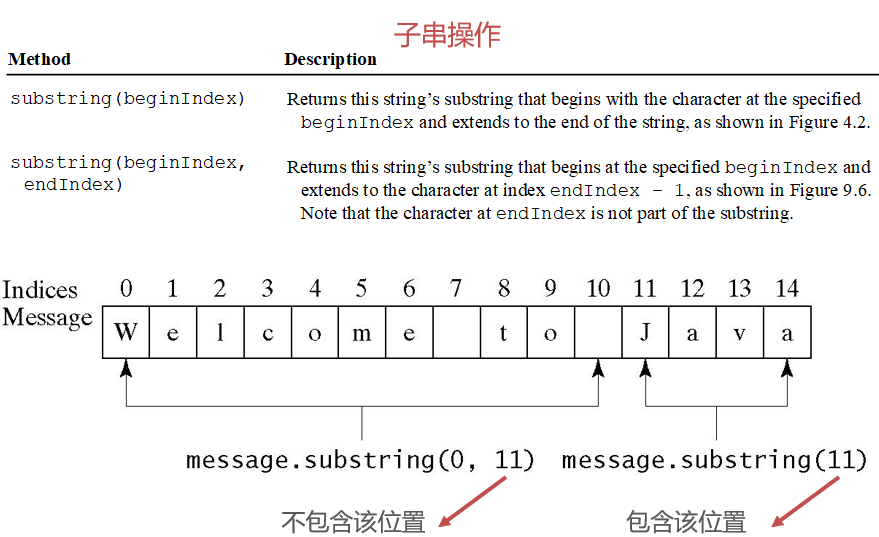 子串操作
Method Description
substring(beginIndex) Returns this string's substring that begins with the character at the specified
beginIndex and extends to the end of the string, as shown in Figure 4.2.
substring(beginIndex, Returns this string's substring that begins at the specified beginIndex and
endIndex) extends to the character at index endIndex – 1, as shown in Figure 9.6.
Note that the character at endIndex is not part of the substring.
Indices 0 1 2 3 4 5 6 7 8 9 10 11 12 13 14
Message W e l c o m e t o J a v a
message.substring(0, 11) message.substring(11)
不包含该位置 包含该位置